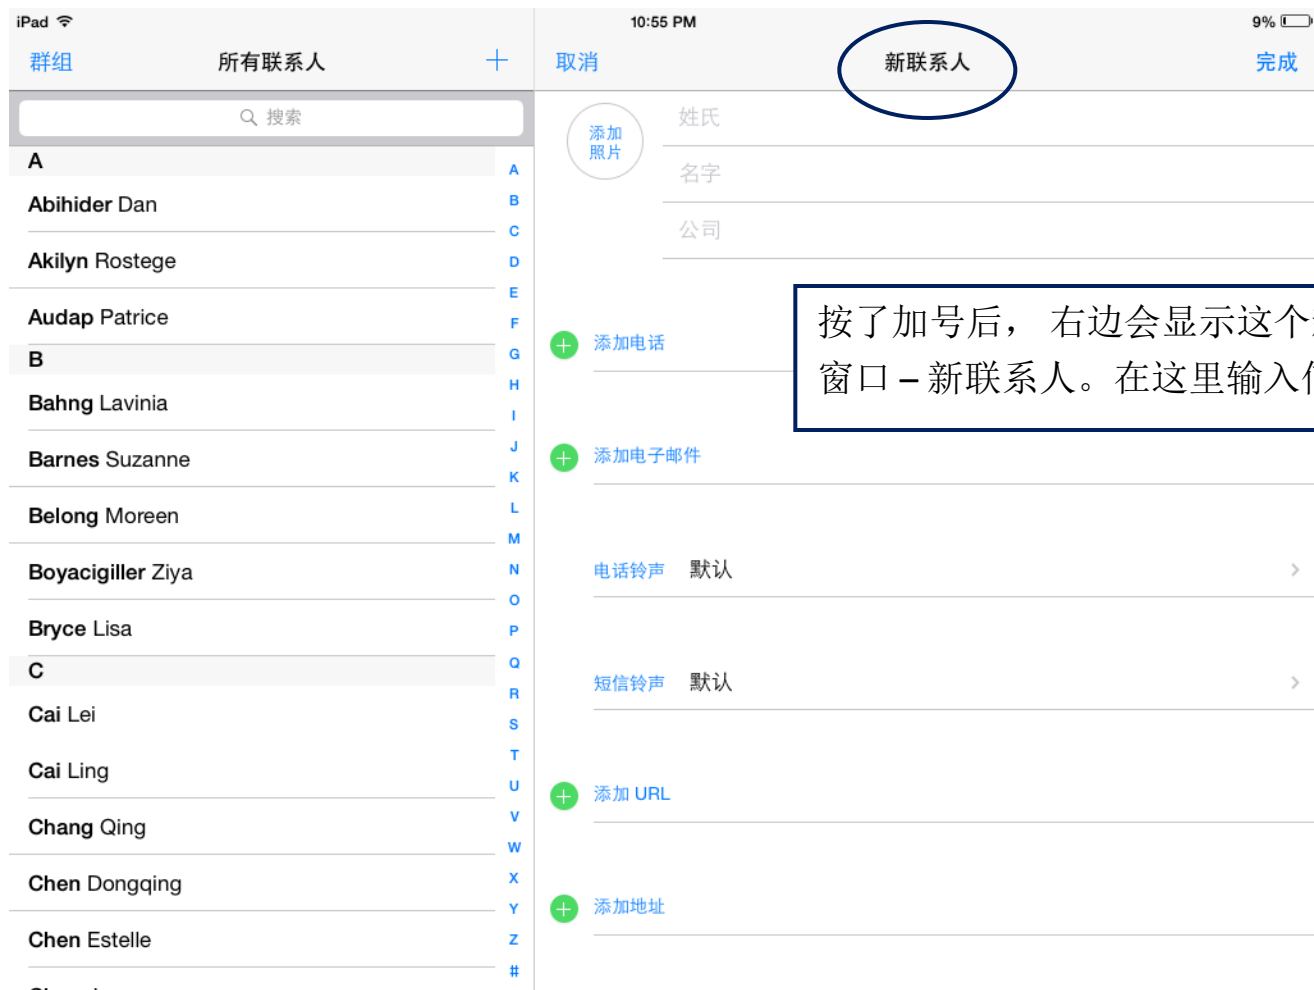 iPad 10:55 PM 9%
群组 所有联系人 +
取消 新联系人 完成
搜索
A
Abihider Dan
Akilyn Rostege
Audap Patrice
B
Bahng Lavinia
Barnes Suzanne
Belong Moreen
Boyacigiller Ziya
Bryce Lisa
C
Cai Lei
Cai Ling
Chang Qing
Chen Dongqing
Chen Estelle
A
B
C
D
E
F
G
H
I
J
K
L
M
N
O
P
Q
R
S
T
U
V
W
X
Y
Z
#
添加
照片
姓氏
名字
公司
按了加号后， 右边会显示这个
窗口 – 新联系人。在这里输入
添加电话
添加电子邮件
电话铃声 默认
短信铃声 默认
添加 URL
添加地址